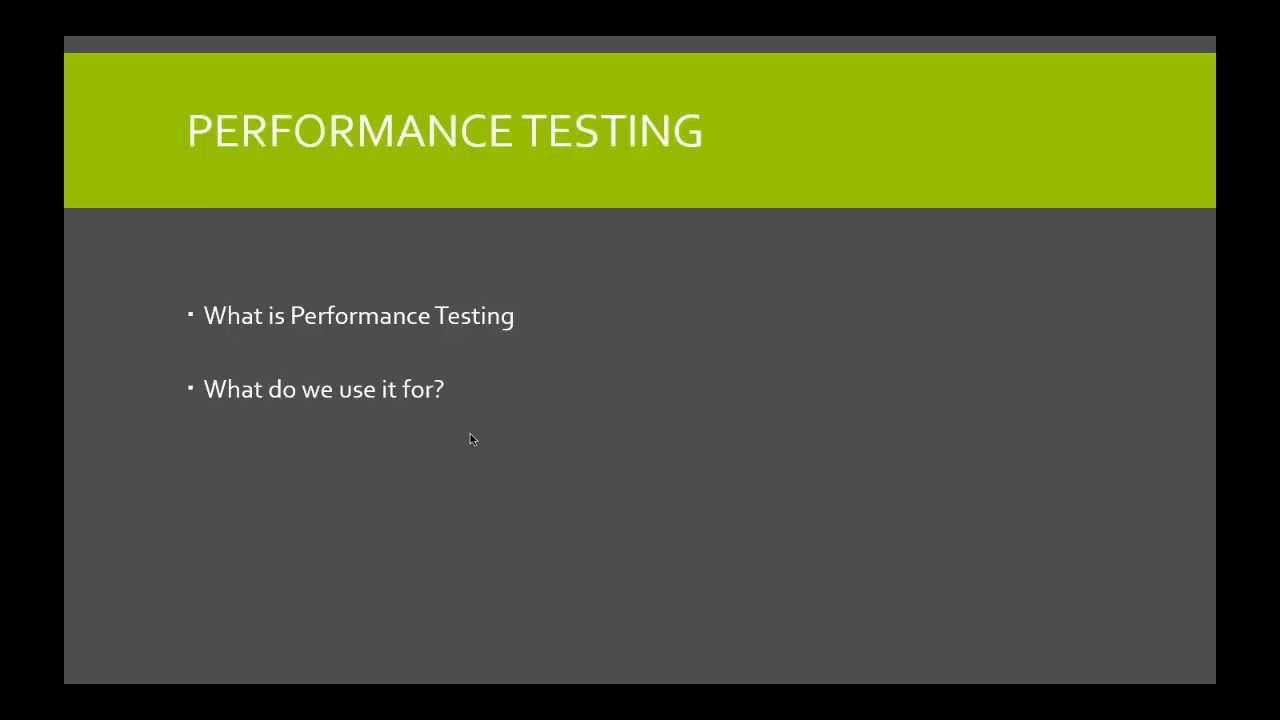 PERFORMANCE TESTING
▪ What is Performance Testing
▪ What do we use it for?